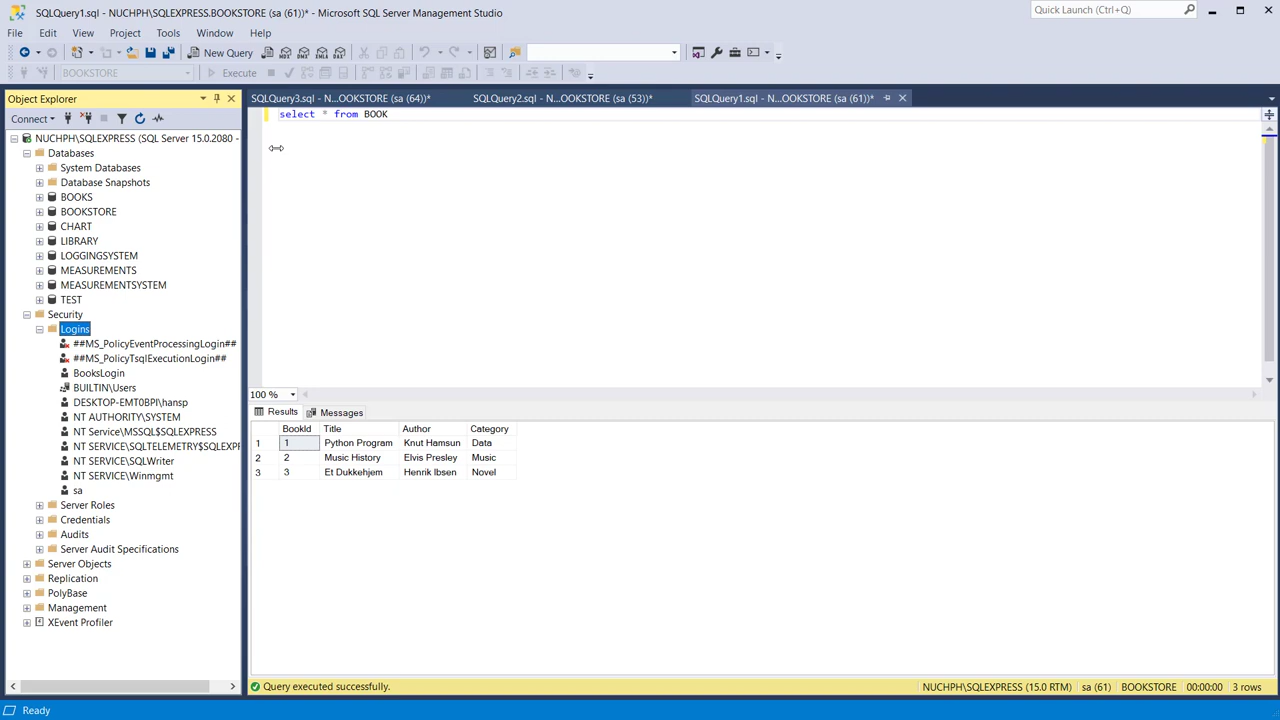 SQLQuery1.sql - NUCHPH\SQLEXPRESS.BOOKSTORE (sa (61))* - Microsoft SQL Server Management Studio
Quick Launch (Ctrl+Q)
File Edit View Project Tools Window Help
New Query
BOOKSTORE Execute
Object Explorer
SQLQuery3.sql - N...OOKSTORE (sa (64))* SQLQuery2.sql - N...OOKSTORE (sa (53))* SQLQuery1.sql - N...OOKSTORE (sa (61))*
Connect
NUCHPH\SQLEXPRESS (SQL Server 15.0.2080 -
Databases
System Databases
Database Snapshots
BOOKS
BOOKSTORE
CHART
LIBRARY
LOGGINGSYSTEM
MEASUREMENTS
MEASUREMENTSYSTEM
TEST
Security
Logins
##MS_PolicyEventProcessingLogin##
##MS_PolicyTsqlExecutionLogin##
BooksLogin
BUILTIN\Users
DESKTOP-EMT0BPI\hansp
NT AUTHORITY\SYSTEM
NT Service\MSSQL$SQLEXPRESS
NT SERVICE\SQLTELEMETRY$SQLEXPR
NT SERVICE\SQLWriter
NT SERVICE\Winmgmt
sa
Server Roles
Credentials
Audits
Server Audit Specifications
Server Objects
Replication
PolyBase
Management
XEvent Profiler
select * from BOOK
100 %
Results Messages
BookId Title Author Category
1 1 Python Program Knut Hamsun Data
2 2 Music History Elvis Presley Music
3 3 Et Dukkehjem Henrik Ibsen Novel
Query executed successfully. NUCHPH\SQLEXPRESS (15.0 RTM) sa (61) BOOKSTORE 00:00:00 3 rows
Ready